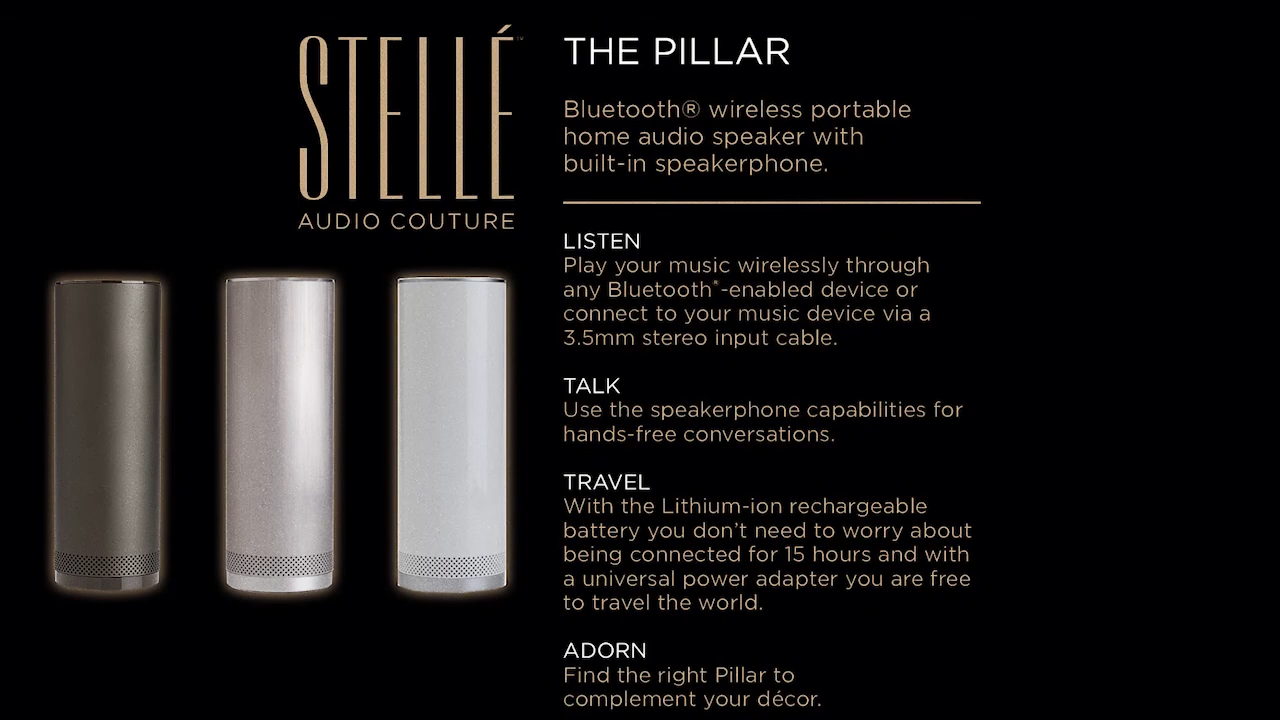 STELLÉ™
AUDIO COUTURE
THE PILLAR
Bluetooth® wireless portable
home audio speaker with
built-in speakerphone.
LISTEN
Play your music wirelessly through
any Bluetooth®-enabled device or
connect to your music device via a
3.5mm stereo input cable.
TALK
Use the speakerphone capabilities for
hands-free conversations.
TRAVEL
With the Lithium-ion rechargeable
battery you don’t need to worry about
being connected for 15 hours and with
a universal power adapter you are free
to travel the world.
ADORN
Find the right Pillar to
complement your décor.